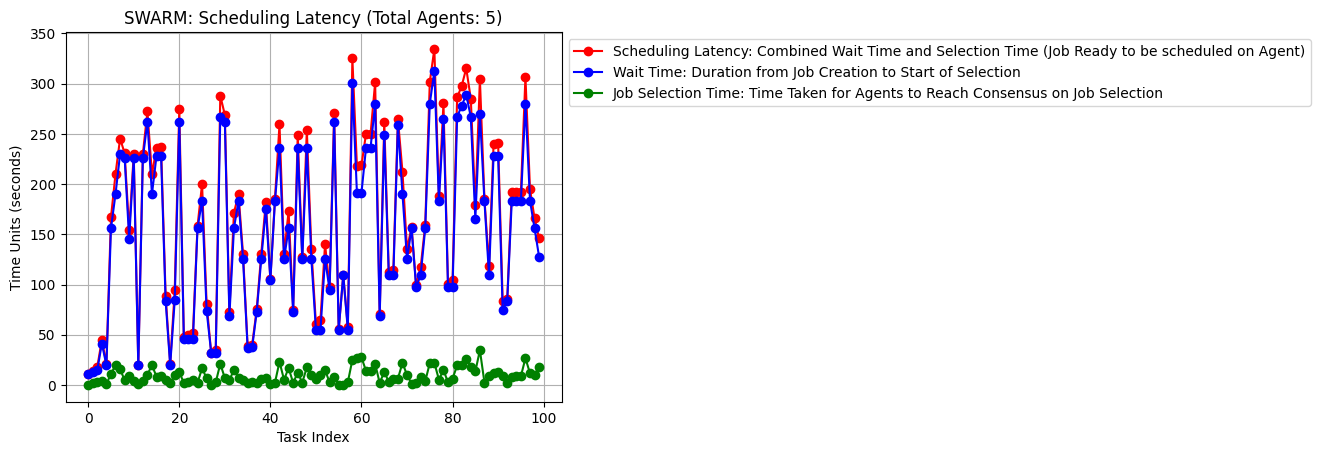 SWARM: Scheduling Latency (Total Agents: 5)
Scheduling Latency: Combined Wait Time and Selection Time (Job Ready to be scheduled on Agent)
Wait Time: Duration from Job Creation to Start of Selection
Job Selection Time: Time Taken for Agents to Reach Consensus on Job Selection
Time Units (seconds)
350
300
250
200
150
100
50
0
0
20
40
60
80
100
Task Index